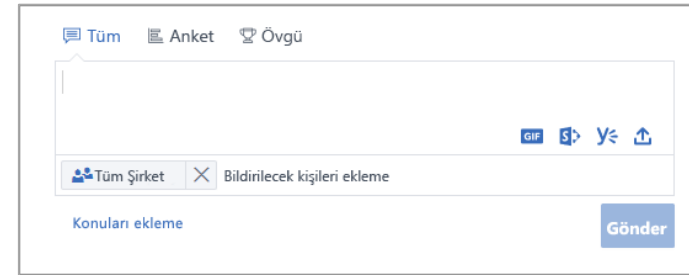 Tüm Anket Övgü
GIF
Tüm Şirket Bildirilecek kişileri ekleme
Konuları ekleme
Gönder